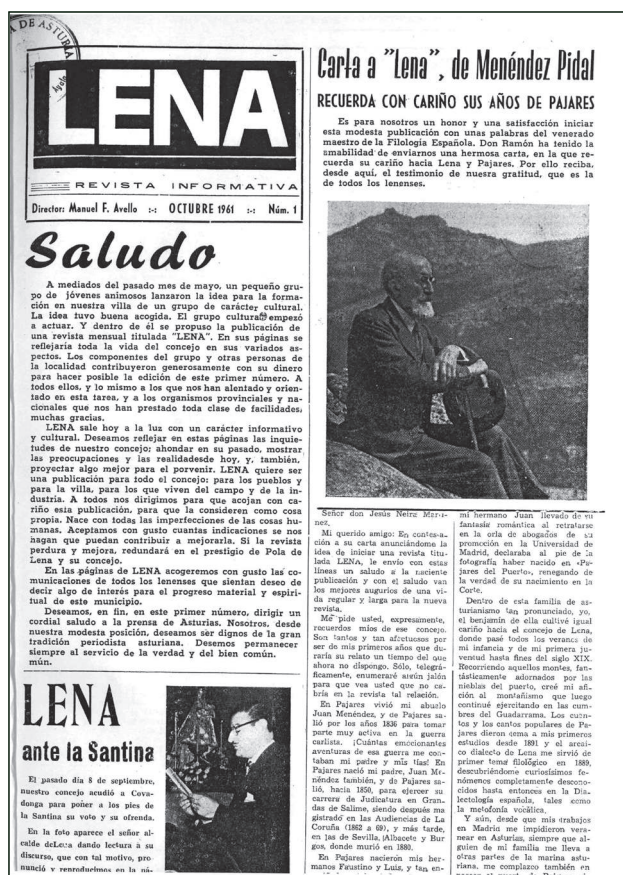 DE ASTURIA
LENA
REVISTA INFORMATIVA
Director: Manuel F. Avello :-: OCTUBRE 1961 :-: Núm. 1
Saludo
A mediados del pasado mes de mayo, un pequeño gru-
po de jóvenes animosos lanzaron la idea para la forma-
ción en nuestra villa de un grupo de carácter cultural.
La idea tuvo buena acogida. El grupo cultural empezó
a actuar. Y dentro de él se propuso la publicación de
una revista mensual titulada "LENA". En sus páginas se
reflejaría toda la vida del concejo en sus variados as-
pectos. Los componentes del grupo y otras personas de
la localidad contribuyeron generosamente con su dinero
para hacer posible la edición de este primer número. A
todos ellos, y lo mismo a los que nos han alentado y orien-
tado en esta tarea, y a los organismos provinciales y na-
cionales que nos han prestado toda clase de facilidades,
muchas gracias.
LENA sale hoy a la luz con un carácter informativo
y cultural. Deseamos reflejar en estas páginas las inquie-
tudes de nuestro concejo; ahondar en su pasado, mostrar
las preocupaciones y las realidadesde hoy, y, también,
proyectar algo mejor para el porvenir. LENA quiere ser
una publicación para todo el concejo: para los pueblos y
para la villa, para los que viven del campo y de la in-
dustria. A todos nos dirigimos para que acojan con ca-
riño esta publicación, para que la consideren como cosa
propia. Nace con todas las imperfecciones de las cosas hu-
manas. Aceptamos con gusto cuantas indicaciones se nos
hagan que puedan contribuir a mejorarla. Si la revista
perdura y mejora, redundará en el prestigio de Pola de
Lena y su concejo.
En las páginas de LENA acogeremos con gusto las co-
municaciones de todos los lenenses que sientan deseo de
decir algo de interés para el progreso material y espiri-
tual de este municipio.
Deseamos, en fin, en este primer número, dirigir un
cordial saludo a la prensa de Asturias. Nosotros, desde
nuestra modesta posición, deseamos ser dignos de la gran
tradición periodista asturiana. Desemos permanecer
siempre al servicio de la verdad y del bien común.
mún.
LENA
ante la Santina
El pasado día 8 de septiembre,
nuestro concejo acudió a Cova-
donga para poner a los pies de
la Santina su voto y su ofrenda.
En la foto aparece el señor al-
calde deLena dando lectura a su
discurso, que con tal motivo, pro-
nunció y reproducimos en la pá-
Carta a "Lena", de Menéndez Pidal
RECUERDA CON CARIÑO SUS AÑOS DE PAJARES
Es para nosotros un honor y una satisfacción iniciar
esta modesta publicación con unas palabras del venerado
maestro de la Filología Española. Don Ramón ha tenido la
amabilidad de enviarnos una hermosa carta, en la que re-
cuerda su cariño hacia Lena y Pajares. Por ello reciba,
desde aquí, el testimonio de nuesra gratitud, que es la
de todos los lenenses.
Señor don Jesús Neira Martí-
nez,
Mi querido amigo: En contesta-
ción a su carta anunciándome la
idea de iniciar una revista titu-
lada LENA, le envío con estas
líneas un saludo a la naciente
publicación y con el saludo van
los mejores augurios de una vi-
da regular y larga para la nueva
revista.
Me pide usted, expresamente,
recuerdos míos de ese concejo.
Son tantos y tan afectuosos por
ser de mis primeros años que du-
raría su relato un tiempo del que
ahora no dispongo. Sólo, telegrá-
ficamente, enumeraré algún jalón
para que vea usted que no ca-
bría en la revista tal relación.
En Pajares vivió mi abuelo
Juan Menéndez, y de Pajares sa-
lió por los años 1836 para tomar
parte muy activa en la guerra
carlista. ¡Cuántas emocionantes
aventuras de esa guerra me con-
taban mi padre y mis tías! En
Pajares nació mi padre, Juan Me-
néndez también, y de Pajares sa-
lió, hacia 1850, para ejercer su
carrera de Judicatura en Gran-
das de Salime, siendo después ma
gistrado en las Audiencias de La
Coruña (1862 a 69), y más tarde,
en las de Sevilla, Albacete y Bur
gos, donde murió en 1880.
En Pajares nacieron mis her-
manos Faustino y Luis, y tan en-
mi hermano Juan llevado de su
fantasía romántica al retratarse
en la orla de abogados de su
promoción en la Universidad de
Madrid, declaraba al pie de la
fotografía haber nacido en «Pa-
jares del Puerto», renegando de
la verdad de su nacimiento en la
Corte.
Dentro de esta familia de as-
turianismo tan pronunciado, yo,
el benjamín de ella cultivé igual
cariño hacia el concejo de Lena,
donde pasé todos los veranos de
mi infancia y de mi primera ju-
ventud hasta fines del siglo XIX.
Recorriendo aquellos montes, fan-
tásticamente adornados por las
nieblas del puerto, creé mi afi-
ción al montañismo que luego
continué ejercitando en las cum-
bres del Guadarrama. Los cuen-
tos y los cantos populares de Pa-
jares dieron tema a mis primeros
estudios desde 1891 y el arcai-
co dialecto de Lena me sirvió de
primer tema filológico en 1889,
descubriéndome curiosísimos fe-
nómenos completamente descono-
cidos hasta entonces en la Dia-
lectología española, tales como
la metafonía vocálica.
Y aún, desde que mis trabajos
en Madrid me impidieron vera-
near en Asturias, siempre que al-
guien de mi familia me lleva a
otras partes de la marina astu-
riana, me complazco también en